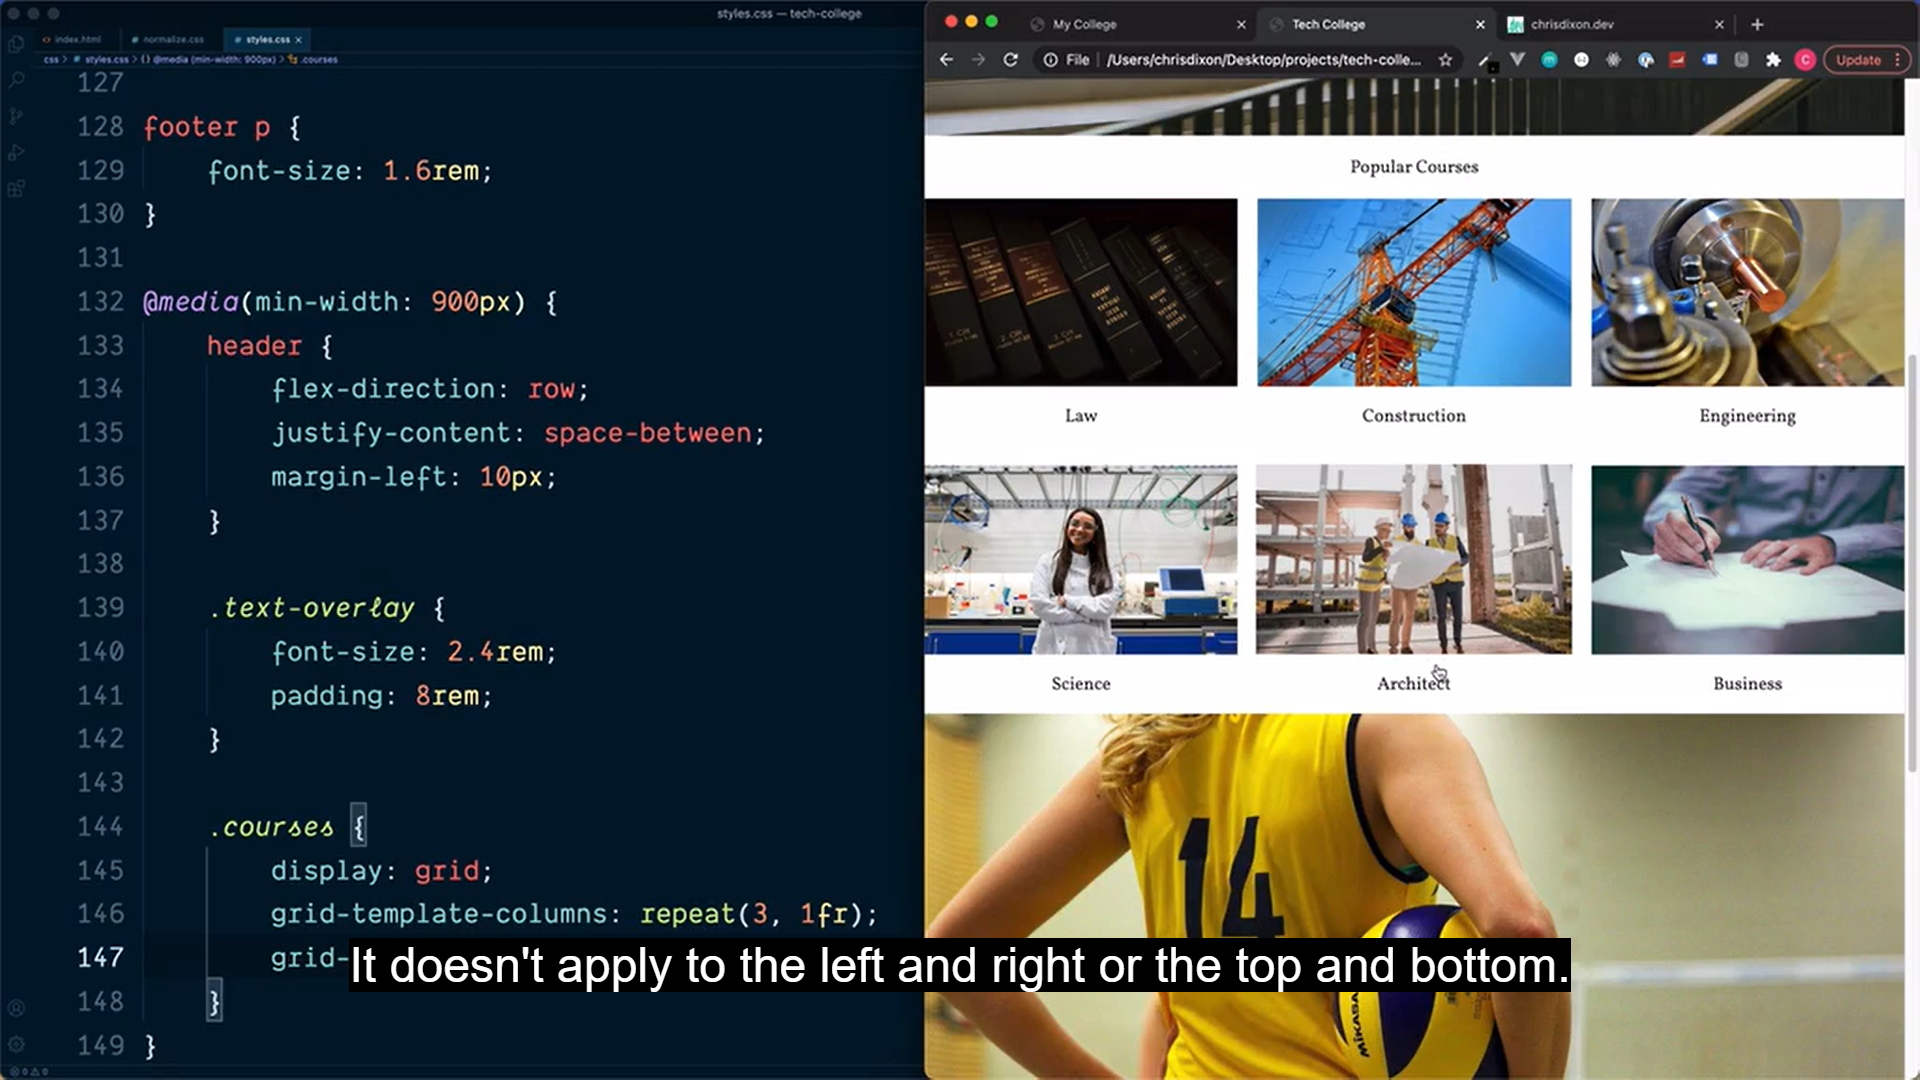 styles.css — tech-college
index.html
normalize.css
styles.css
css > styles.css > {} @media (min-width: 900px) > .courses
127
128 footer p {
129 font-size: 1.6rem;
130 }
131
132 @media(min-width: 900px) {
133 header {
134 flex-direction: row;
135 justify-content: space-between;
136 margin-left: 10px;
137 }
138
139 .text-overlay {
140 font-size: 2.4rem;
141 padding: 8rem;
142 }
143
144 .courses {
145 display: grid;
146 grid-template-columns: repeat(3, 1fr);
147 grid-
148 }
149 }
My College
Tech College
chrisdixon.dev
File
/Users/chrisdixon/Desktop/projects/tech-colle...
C
Update
Popular Courses
Law
Construction
Engineering
Science
Architect
Business
14
MIKASA
It doesn't apply to the left and right or the top and bottom.